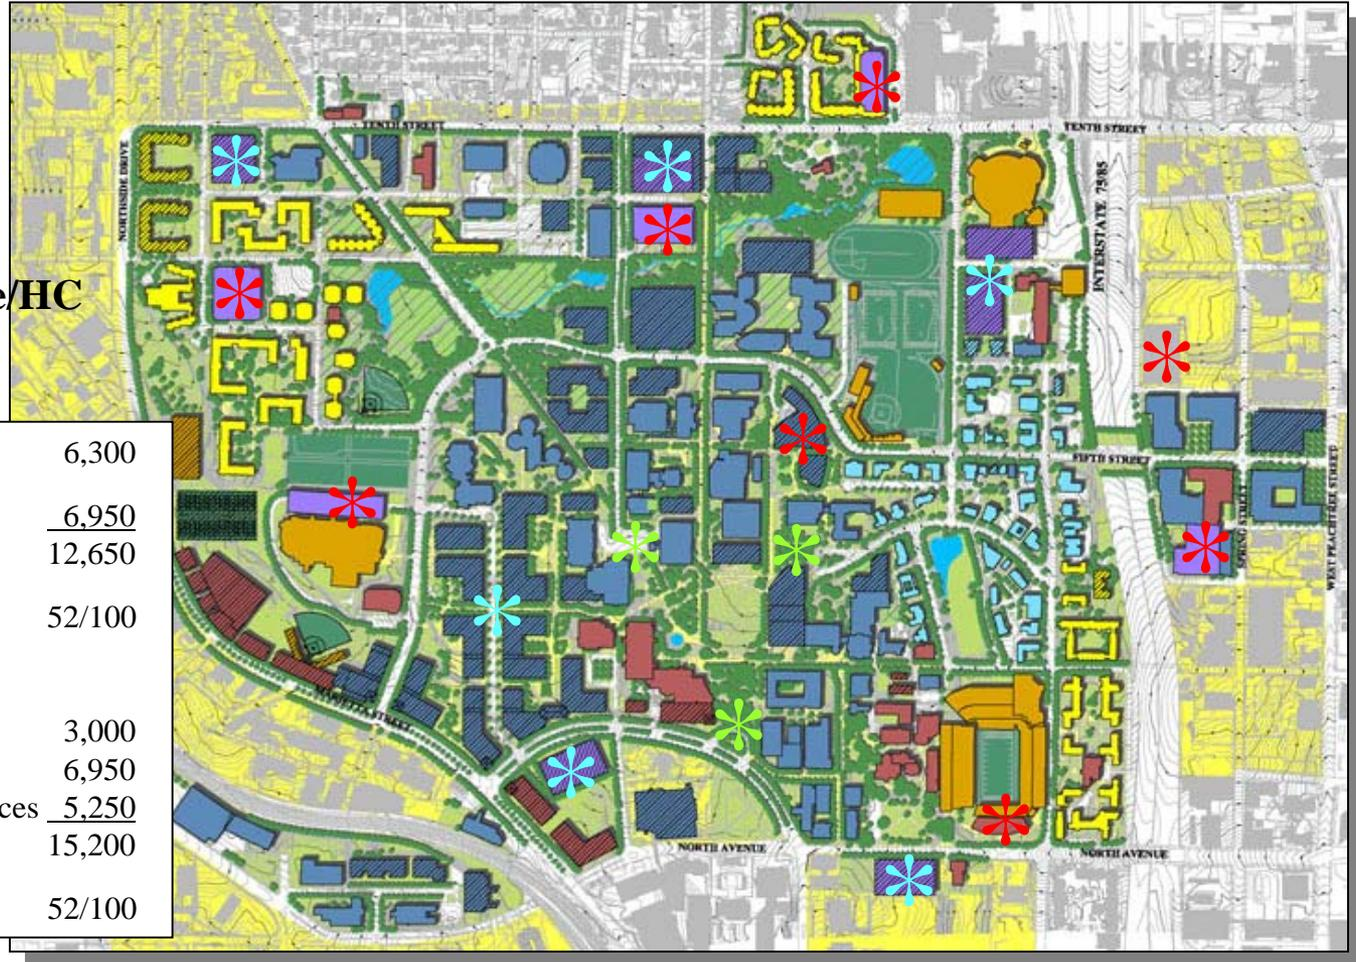 TENTH STREET
TENTH STREET
NORTHSIDE DRIVE
INTERSTATE 75/85
e/HC
6,300
6,950
12,650
52/100
3,000
6,950
ces 5,250
15,200
52/100
FIFTH STREET
SPRING STREET
WEST PEACHTREE STREET
MARIETTA STREET
NORTH AVENUE
NORTH AVENUE